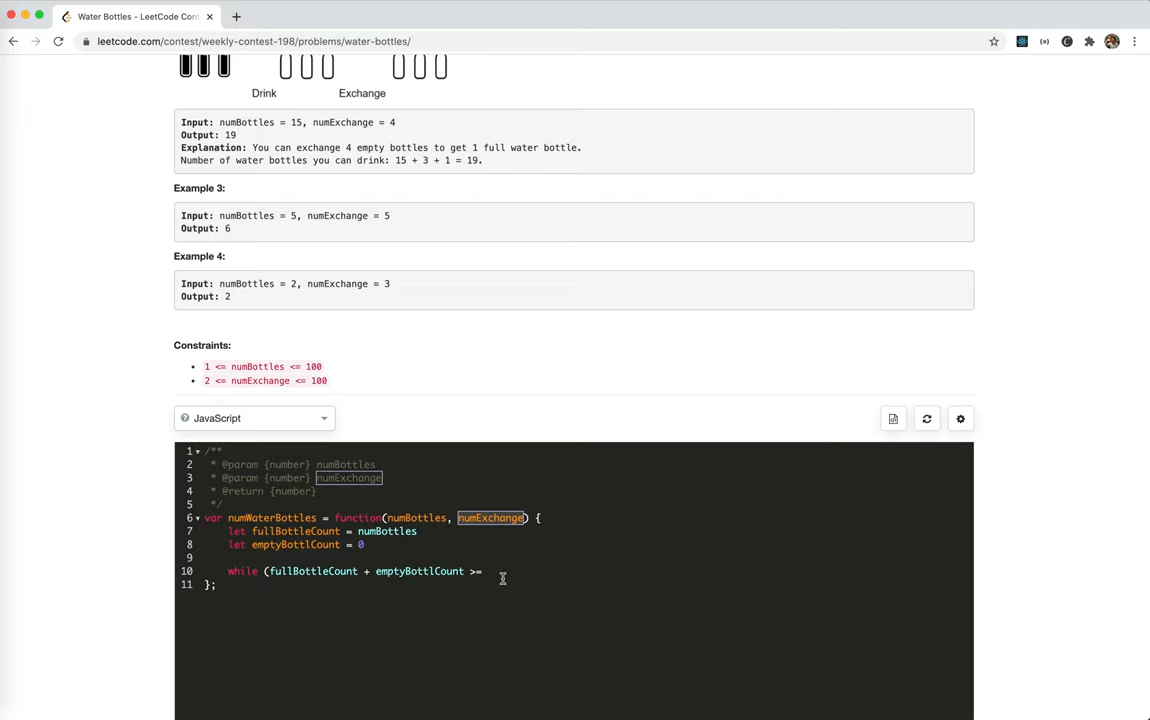 Water Bottles - LeetCode Cont
leetcode.com/contest/weekly-contest-198/problems/water-bottles/
Drink Exchange
Input: numBottles = 15, numExchange = 4
Output: 19
Explanation: You can exchange 4 empty bottles to get 1 full water bottle.
Number of water bottles you can drink: 15 + 3 + 1 = 19.
Example 3:
Input: numBottles = 5, numExchange = 5
Output: 6
Example 4:
Input: numBottles = 2, numExchange = 3
Output: 2
Constraints:
1 <= numBottles <= 100
2 <= numExchange <= 100
JavaScript
1 /**
2 * @param {number} numBottles
3 * @param {number} numExchange
4 * @return {number}
5 */
6 var numWaterBottles = function(numBottles, numExchange) {
7 let fullBottleCount = numBottles
8 let emptyBottlCount = 0
9
10 while (fullBottleCount + emptyBottlCount >=
11 };